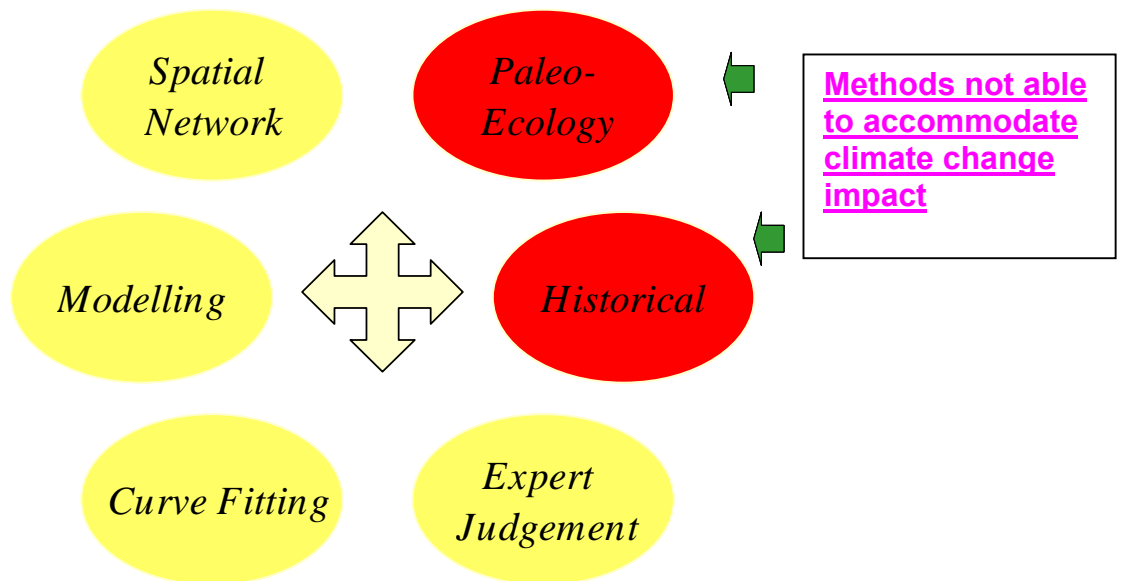 Spatial
Network
Paleo-
Ecology
Methods not able
to accommodate
climate change
impact
Modelling
Historical
Curve Fitting
Expert
Judgement